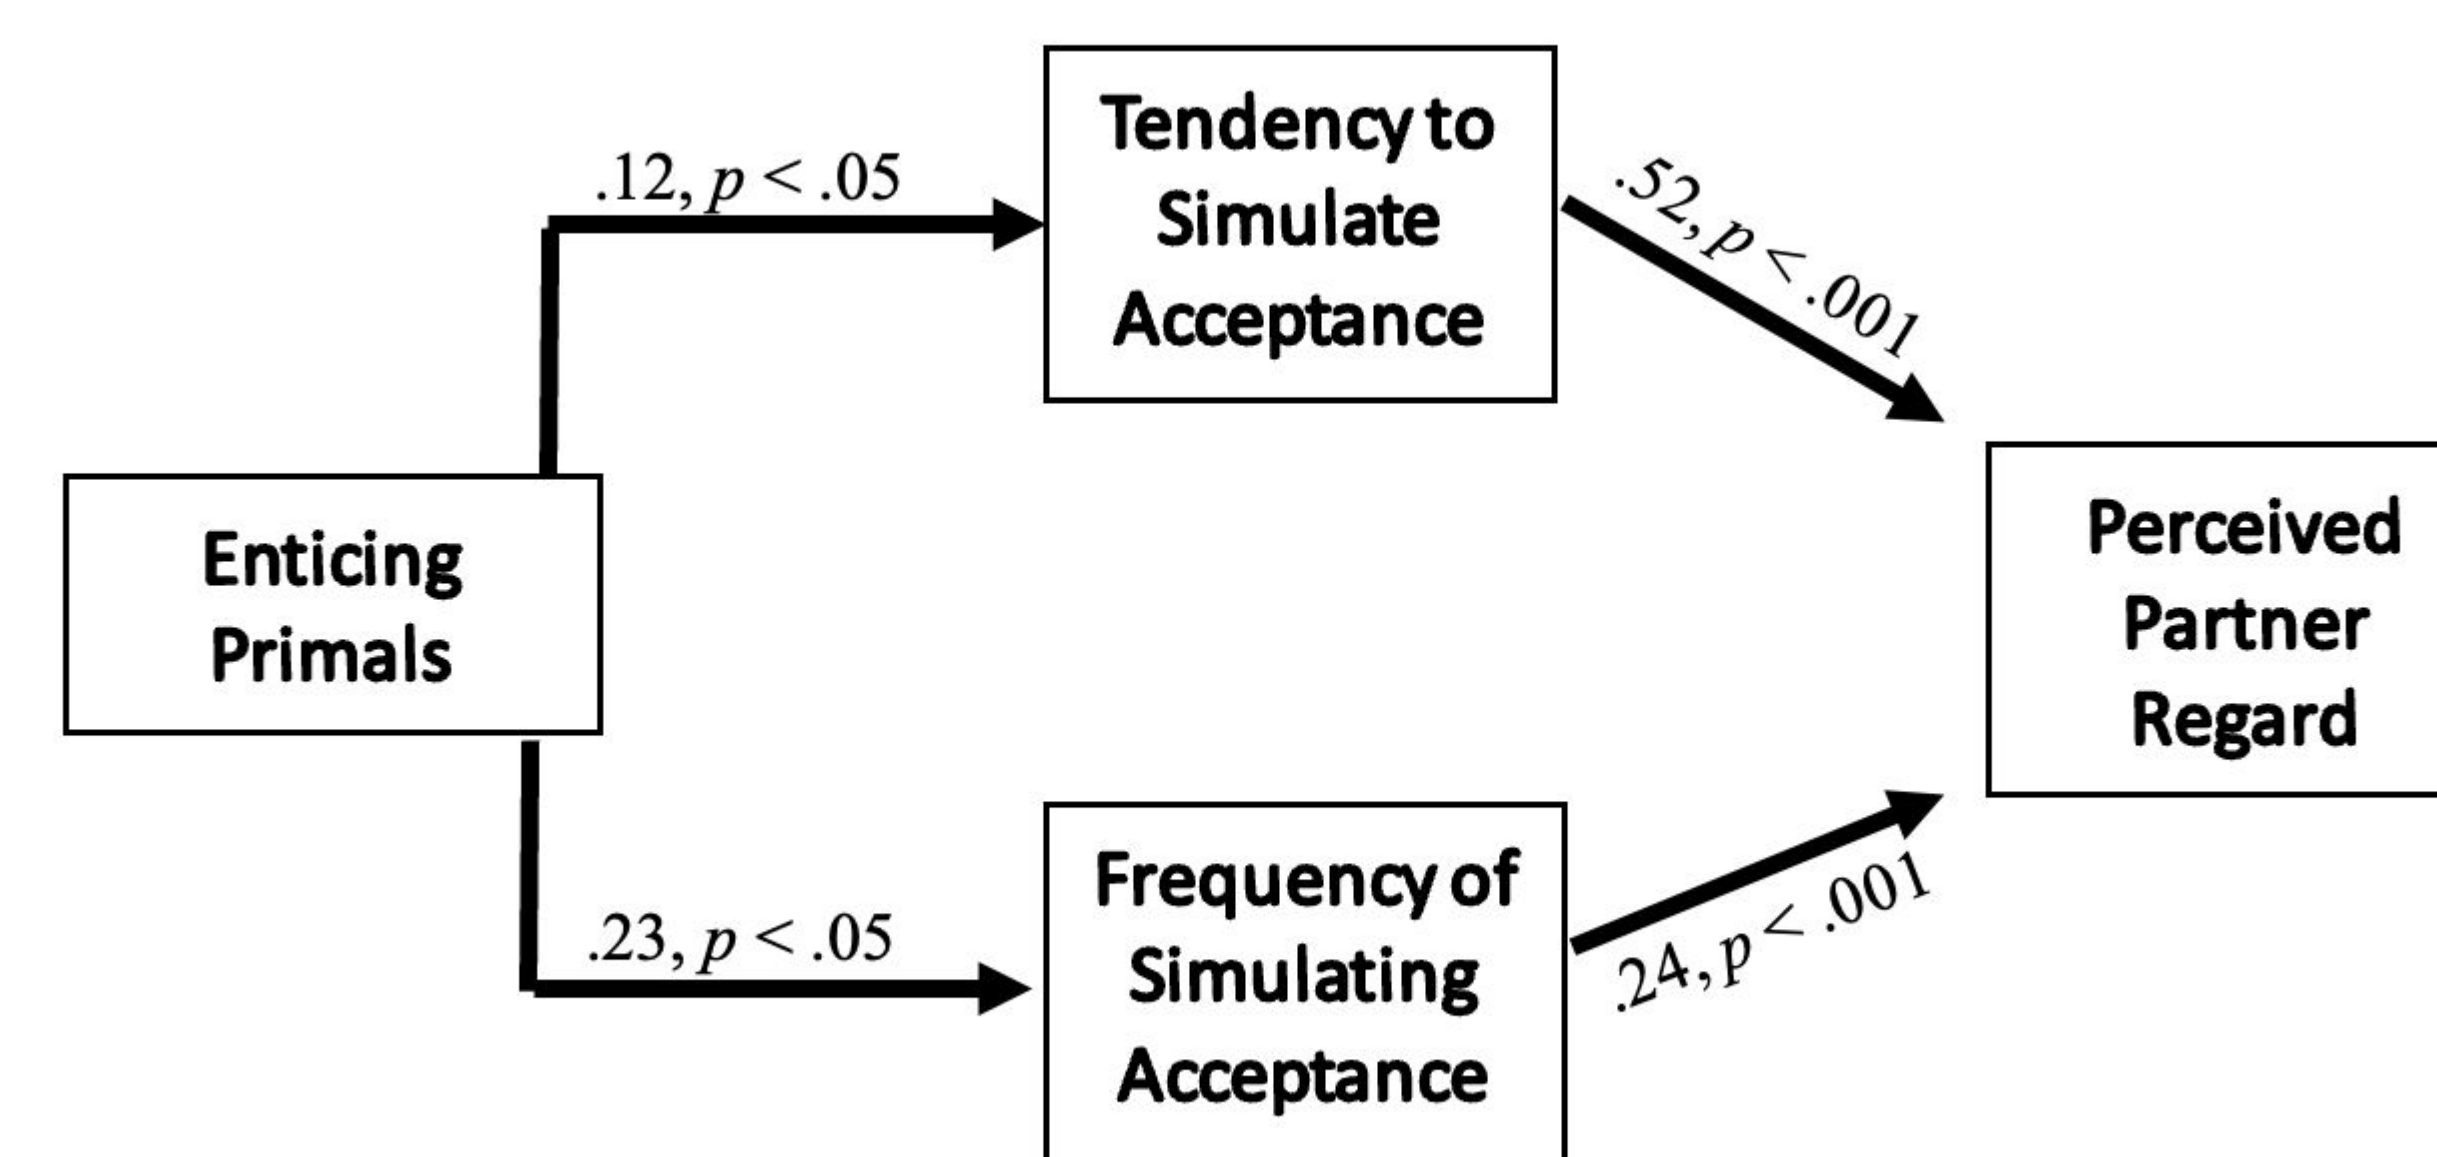 Tendency to
Simulate
Acceptance
.12, p < .05
.52, p < .001
Enticing
Primals
Perceived
Partner
Regard
.23, p < .05
Frequency of
Simulating
Acceptance
.24, p < .001